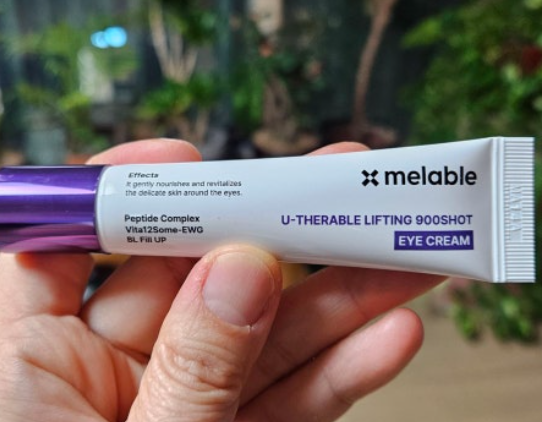 Effects
It gently nourishes and revitalizes
the delicate skin around the eyes.
Peptide Complex
Vita12Some-EWG
5L Fill UP
melable
U-THERABLE LIFTING 900SHOT
EYE CREAM